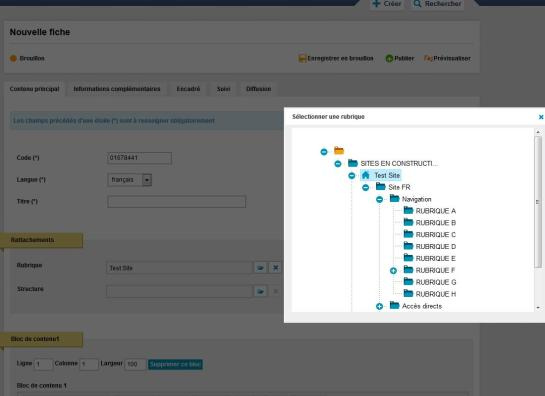 Créer Rechercher
Nouvelle fiche
Brouillon Enregistrer en brouillon Publier Prévisualiser
Contenu principal Informations complémentaires Encadré Suivi Diffusion
Les champs précédés d'une étoile (*) sont à renseigner obligatoirement
Sélectionner une rubrique x
Code (*) 01678441
Langue (*) français
Titre (*)
SITES EN CONSTRUCTI...
Test Site
Site FR
Navigation
RUBRIQUE A
RUBRIQUE B
RUBRIQUE C
RUBRIQUE D
RUBRIQUE E
RUBRIQUE F
RUBRIQUE G
RUBRIQUE H
Accès directs
Rattachements
Rubrique Test Site
Structure
Bloc de contenu1
Ligne 1 Colonne 1 Largeur 100 Supprimer ce bloc
Bloc de contenu 1